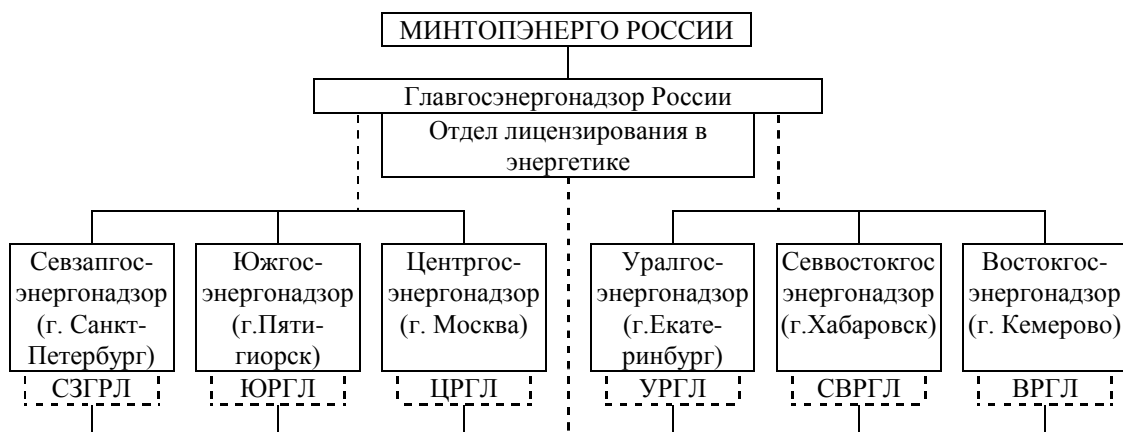 МИНТОПЭНЕРГО РОССИИ
Главгосэнергонадзор России
Отдел лицензирования в
энергетике
Севзапгос-
энергонадзор
(г. Санкт-
Петербург)
СЗГРЛ
Южгос-
энергонадзор
(г.Пяти-
гиорск)
ЮРГЛ
Центргос-
энергонадзор
(г. Москва)
ЦРГЛ
Уралгос-
энергонадзор
(г.Екате-
ринбург)
УРГЛ
Севвостокгос
энергонадзор
(г.Хабаровск)
СВРГЛ
Востокгос-
энергонадзор
(г. Кемерово)
ВРГЛ